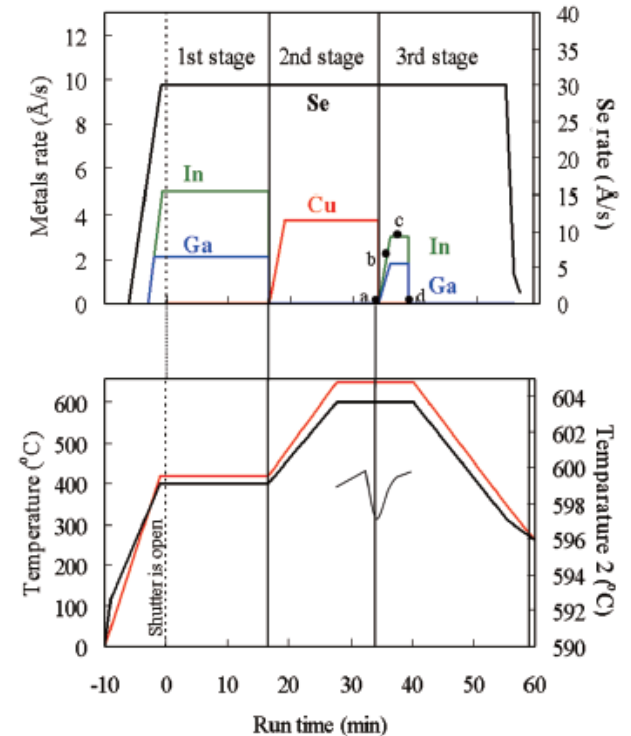 40
12
35
1st stage 2nd stage 3rd stage
10
30
Se
Metals rate (Å/s)
Se rate (Å/s)
8
25
6
20
In
Cu
4
15
c
Ga
b
In
10
2
5
a
d
Ga
0
0
600
604
500
602
Temperature (⁰C)
Temparature 2 (⁰C)
400
600
300
598
Shutter is open
200
596
594
100
592
0
590
-10 0 10 20 30 40 50 60
Run time (min)